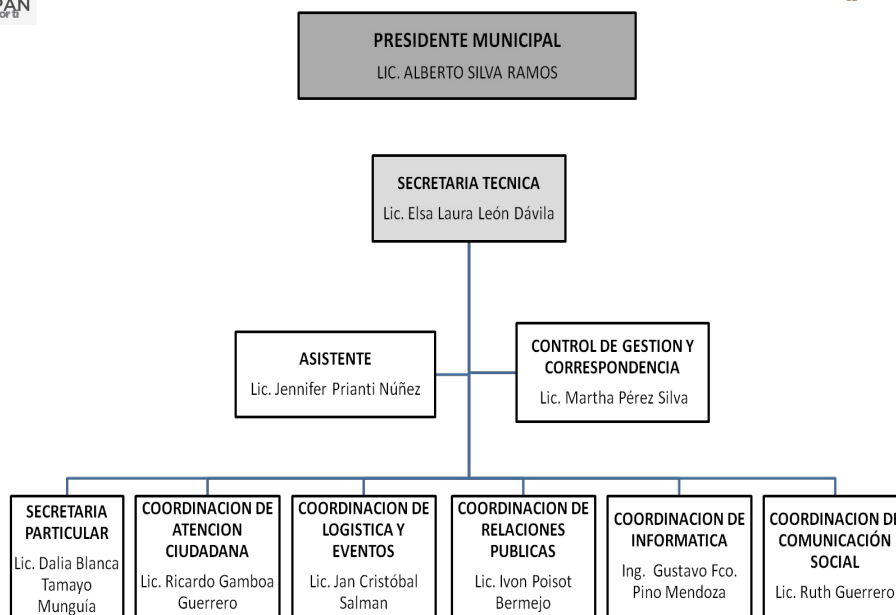 PAN
or ti
PRESIDENTE MUNICIPAL
LIC. ALBERTO SILVA RAMOS
SECRETARIA TECNICA
Lic. Elsa Laura León Dávila
ASISTENTE
Lic. Jennifer Prianti Núñez
CONTROL DE GESTION Y
CORRESPONDENCIA
Lic. Martha Pérez Silva
SECRETARIA
PARTICULAR
Lic. Dalia Blanca
Tamayo
Munguía
COORDINACION DE
ATENCION
CIUDADANA
Lic. Ricardo Gamboa
Guerrero
COORDINACION DE
LOGISTICA Y
EVENTOS
Lic. Jan Cristóbal
Salman
COORDINACION DE
RELACIONES
PUBLICAS
Lic. Ivon Poisot
Bermejo
COORDINACION DE
INFORMATICA
Ing. Gustavo Fco.
Pino Mendoza
COORDINACION DE
COMUNICACIÓN
SOCIAL
Lic. Ruth Guerrero